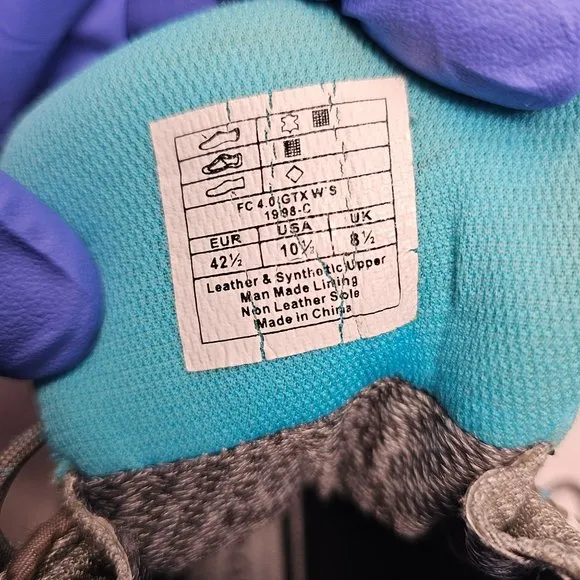 FC 4.0 GTX W'S
1998-C
EUR USA UK
42½ 10½ 8½
Leather & Synthetic Upper
Man Made Lining
Non Leather Sole
Made in China